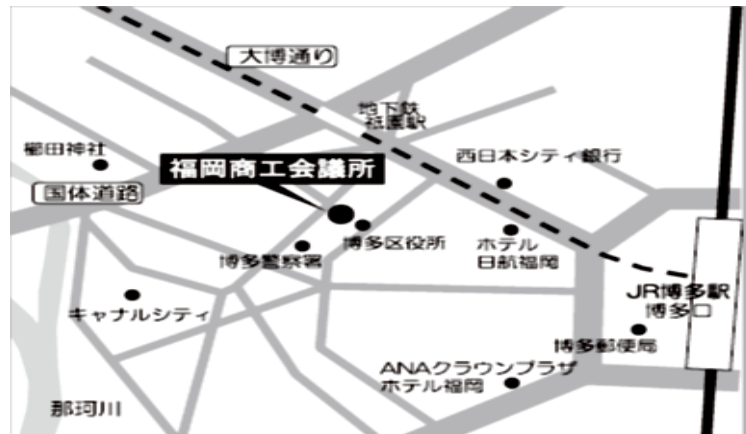 大博通り
地下鉄
祇園駅
櫛田神社
福岡商工会議所
西日本シティ銀行
国体道路
博多区役所
博多警察署
ホテル
日航福岡
キャナルシティ
JR博多駅
博多口
博多郵便局
ANAクラウンプラザ
ホテル福岡
那珂川